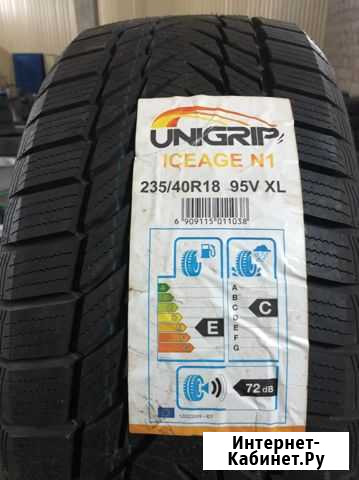 UNIGRIP
ICEAGE N1
235/40R18 95V XL
6 909115 011038
A
B
C
D
E
F
G
E
A
B
C
D
E
F
G
C
72 dB
Интернет-
Кабинет.Ру